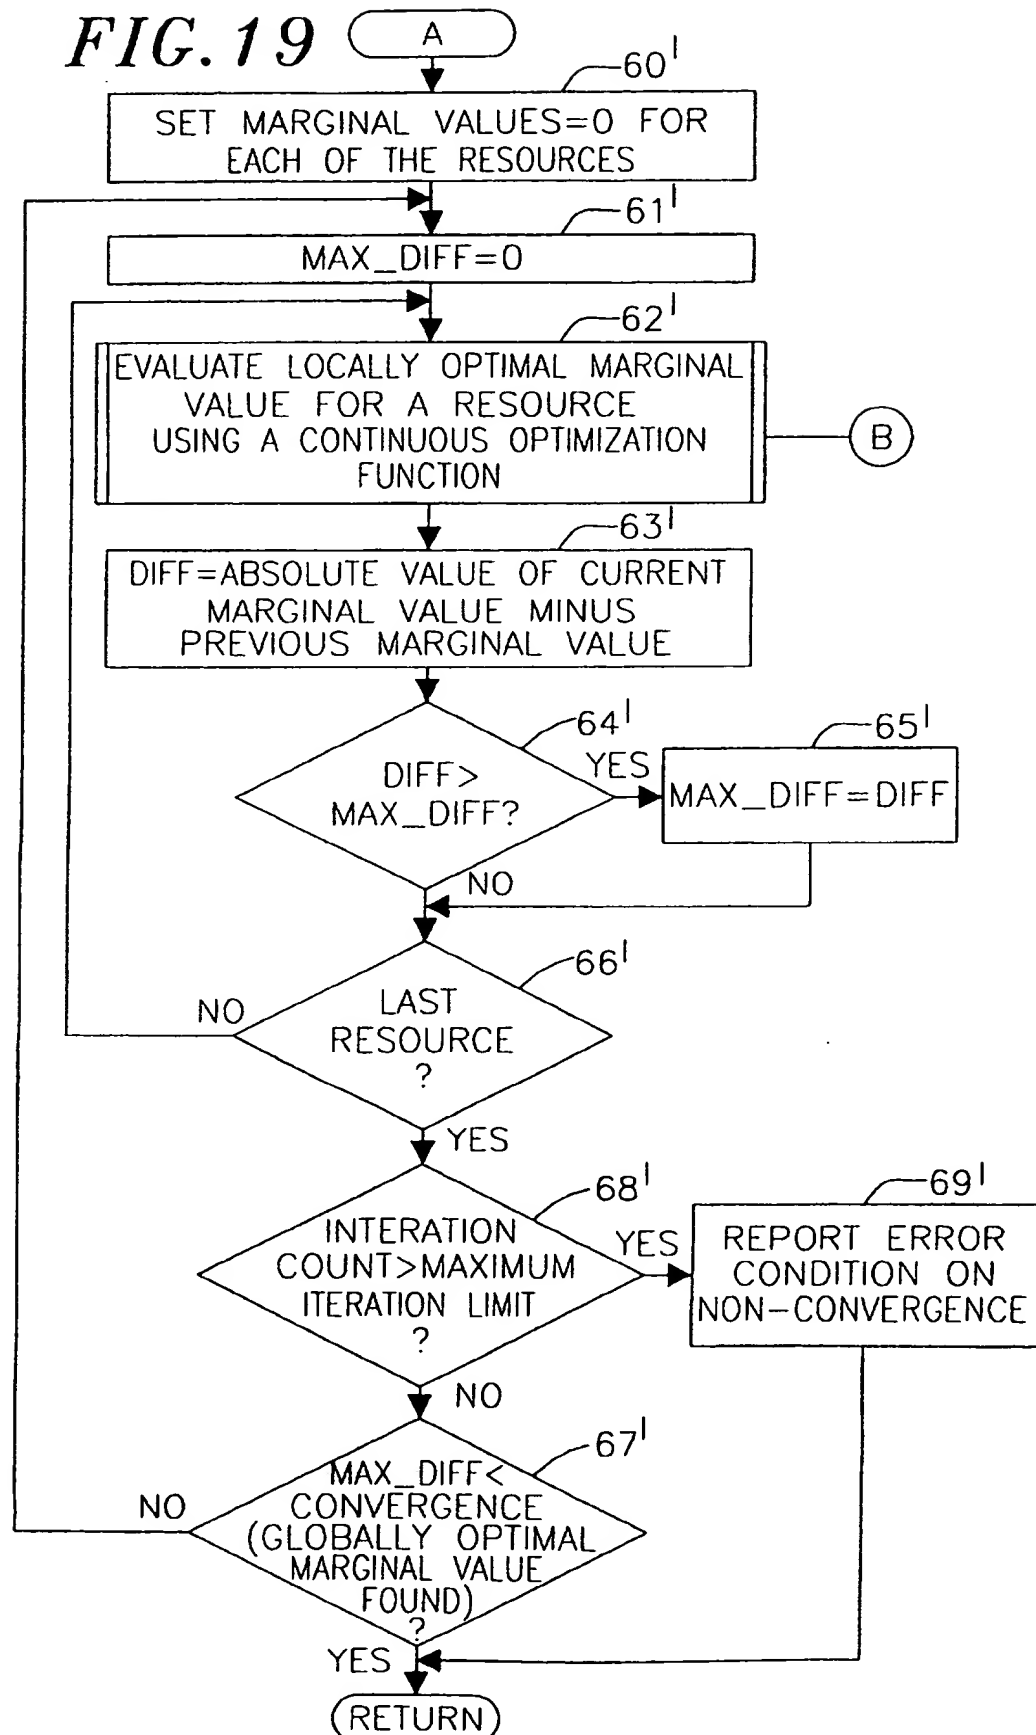 FIG. 19
A
60'
SET MARGINAL VALUES=0 FOR
EACH OF THE RESOURCES
61'
MAX_DIFF=0
62'
EVALUATE LOCALLY OPTIMAL MARGINAL
VALUE FOR A RESOURCE
USING A CONTINUOUS OPTIMIZATION
FUNCTION
B
63'
DIFF=ABSOLUTE VALUE OF CURRENT
MARGINAL VALUE MINUS
PREVIOUS MARGINAL VALUE
64'
DIFF>
MAX_DIFF?
YES
65'
MAX_DIFF=DIFF
NO
66'
LAST
RESOURCE
?
NO
YES
68'
INTERATION
COUNT>MAXIMUM
ITERATION LIMIT
?
YES
69'
REPORT ERROR
CONDITION ON
NON-CONVERGENCE
NO
67'
MAX_DIFF<
CONVERGENCE
(GLOBALLY OPTIMAL
MARGINAL VALUE
FOUND)
?
NO
YES
RETURN